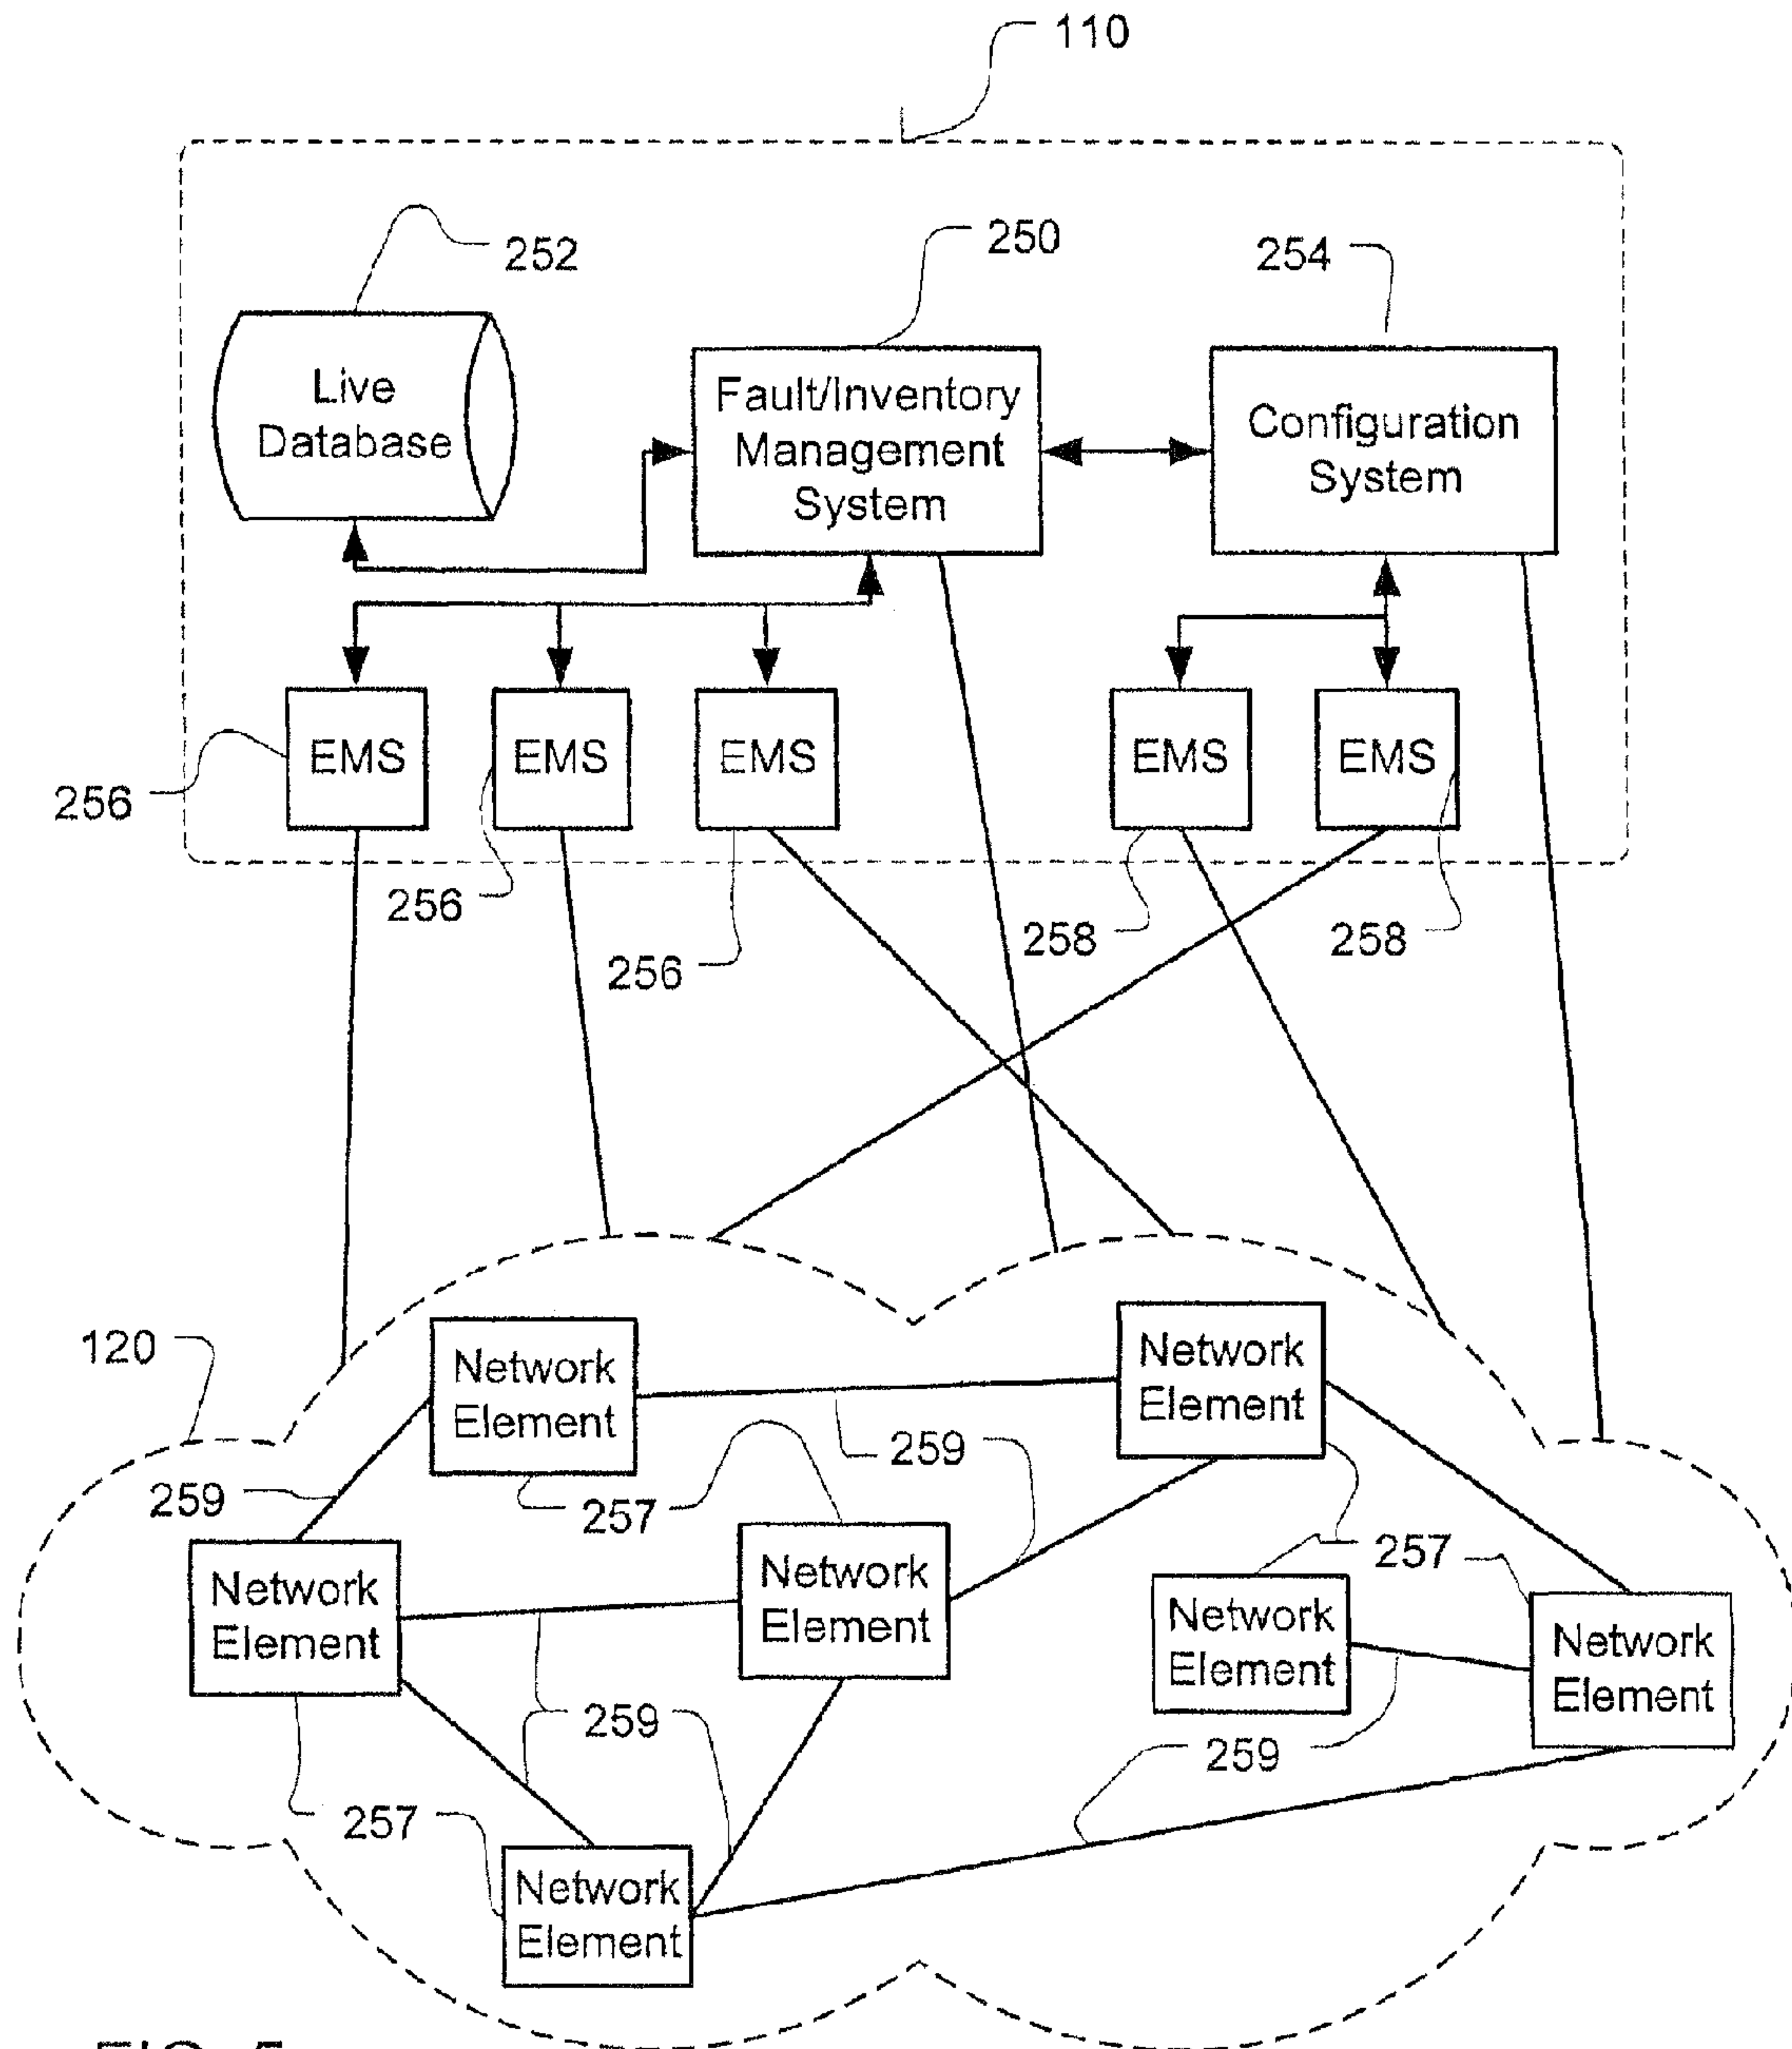 110
252
250
254
Live
Database
Fault/Inventory
Management
System
Configuration
System
EMS
EMS
EMS
EMS
EMS
256
256
256
258
258
120
Network
Element
Network
Element
259
259
257
Network
Element
Network
Element
257
Network
Element
Network
Element
259
259
257
Network
Element